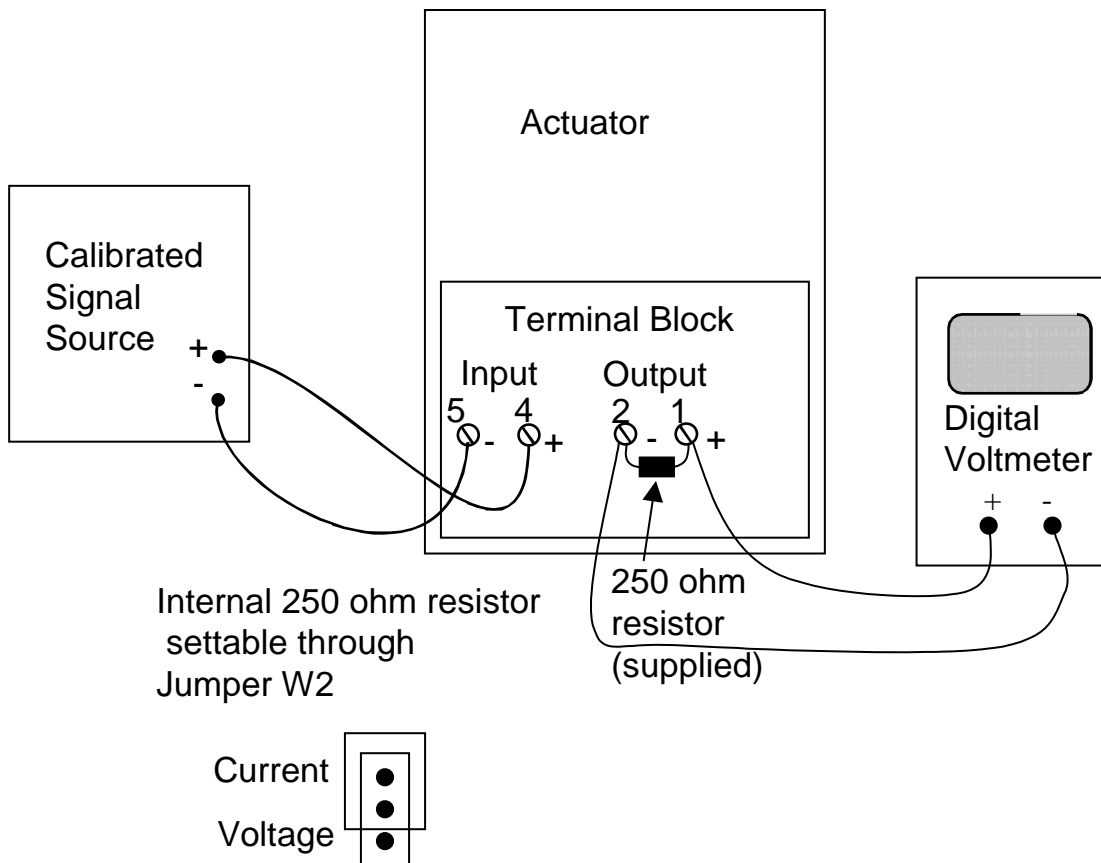 Actuator
Calibrated
Signal
Source
+
-
Terminal Block
Input
Output
5 4
2 1
- +
- +
Digital
Voltmeter
+ -
Internal 250 ohm resistor
settable through
Jumper W2
250 ohm
resistor
(supplied)
Current
Voltage